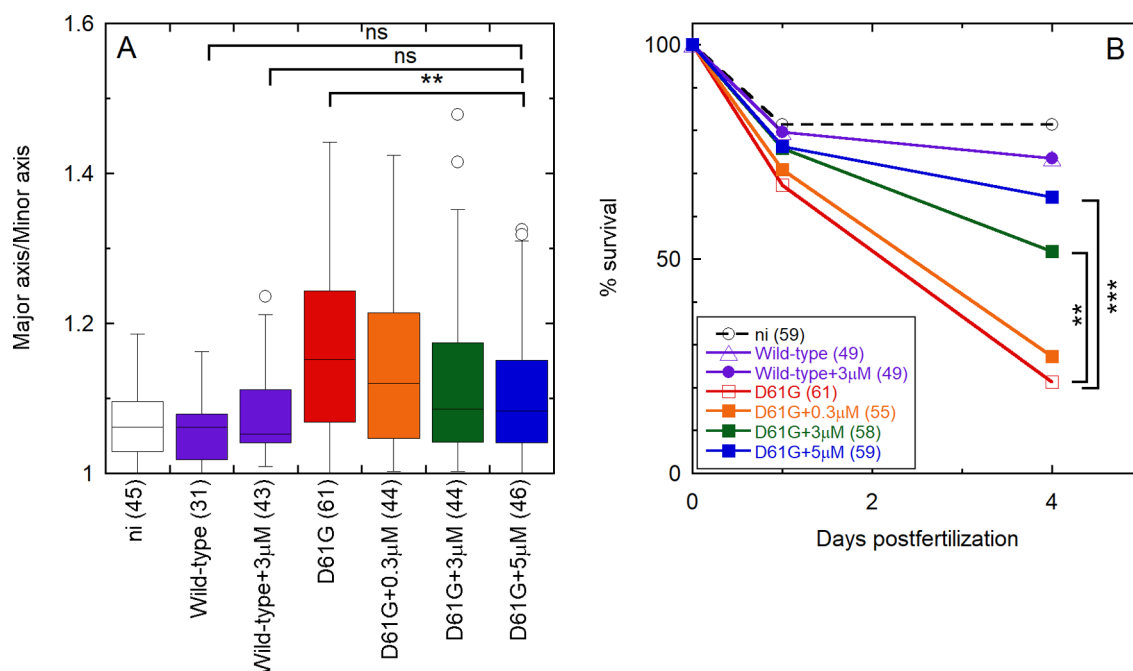 A
ns
ns
**
Major axis/Minor axis
1.6
1.4
1.2
1
ni (45)
Wild-type (31)
Wild-type+3μM (43)
D61G (61)
D61G+0.3μM (44)
D61G+3μM (44)
D61G+5μM (46)
B
% survival
100
50
0
**
***
ni (59)
Wild-type (49)
Wild-type+3μM (49)
D61G (61)
D61G+0.3μM (55)
D61G+3μM (58)
D61G+5μM (59)
0
2
4
Days postfertilization